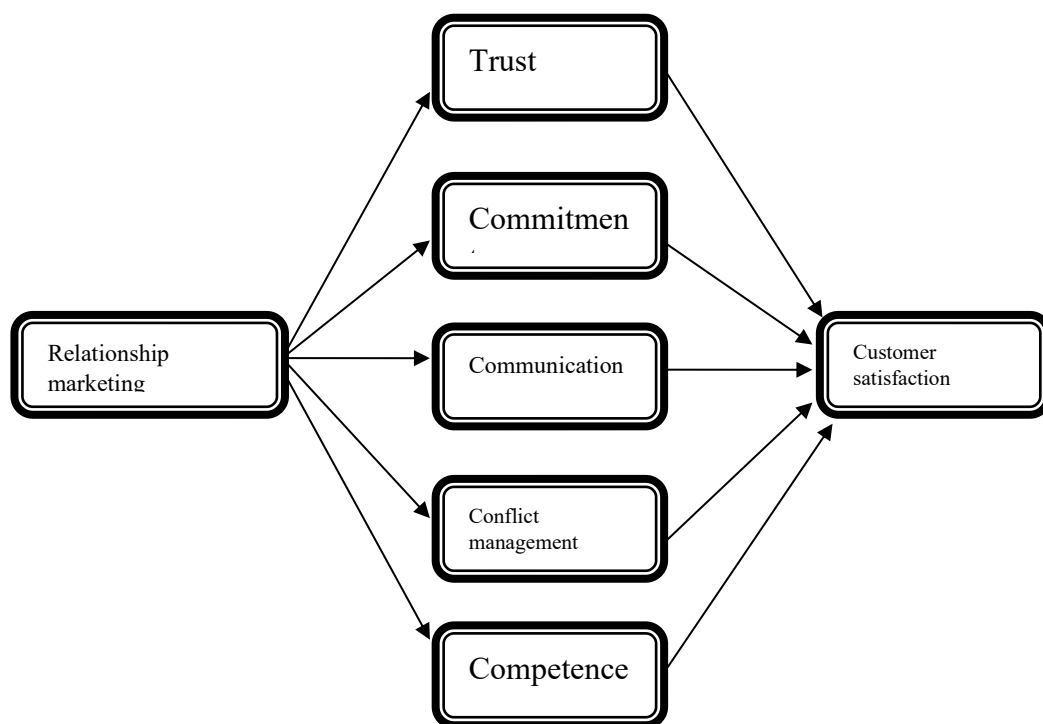 Trust
Commitmen
Communication
Relationship
marketing
Customer
satisfaction
Conflict
management
Competence